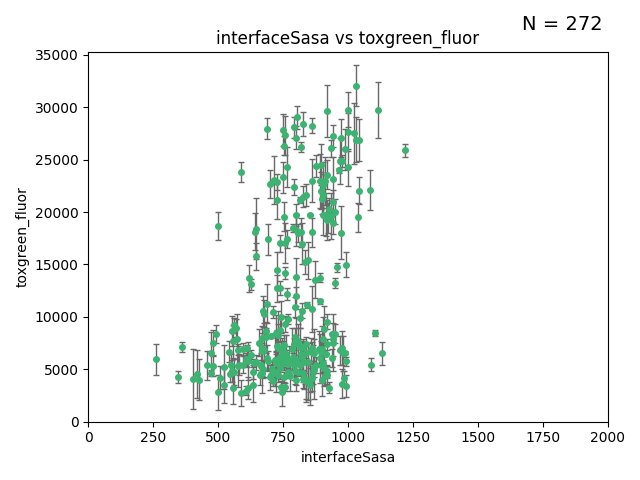 N = 272
interfaceSasa vs toxgreen_fluor
35000
30000
25000
20000
15000
10000
5000
0
toxgreen_fluor
0 250 500 750 1000 1250 1500 1750 2000
interfaceSasa